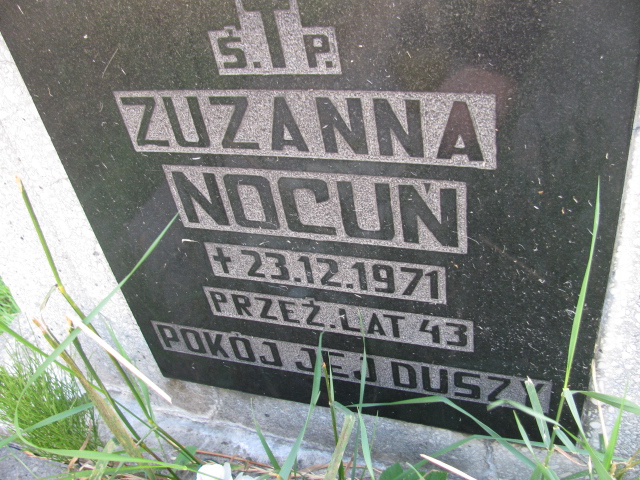 Ś. P.
ZUZANNA
NOCUŃ
+ 23.12.1971
PRZEŻ. LAT 43
POKÓJ JEJ DUSZY